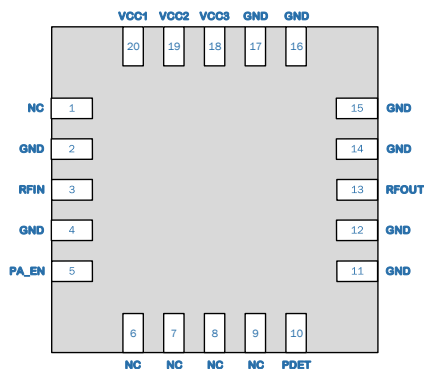 VCC1 VCC2 VCC3 GND GND
20 19 18 17 16
NC 1 15 GND
GND 2 14 GND
RFIN 3 13 RFOUT
GND 4 12 GND
PA_EN 5 11 GND
6 7 8 9 10
NC NC NC NC PDET